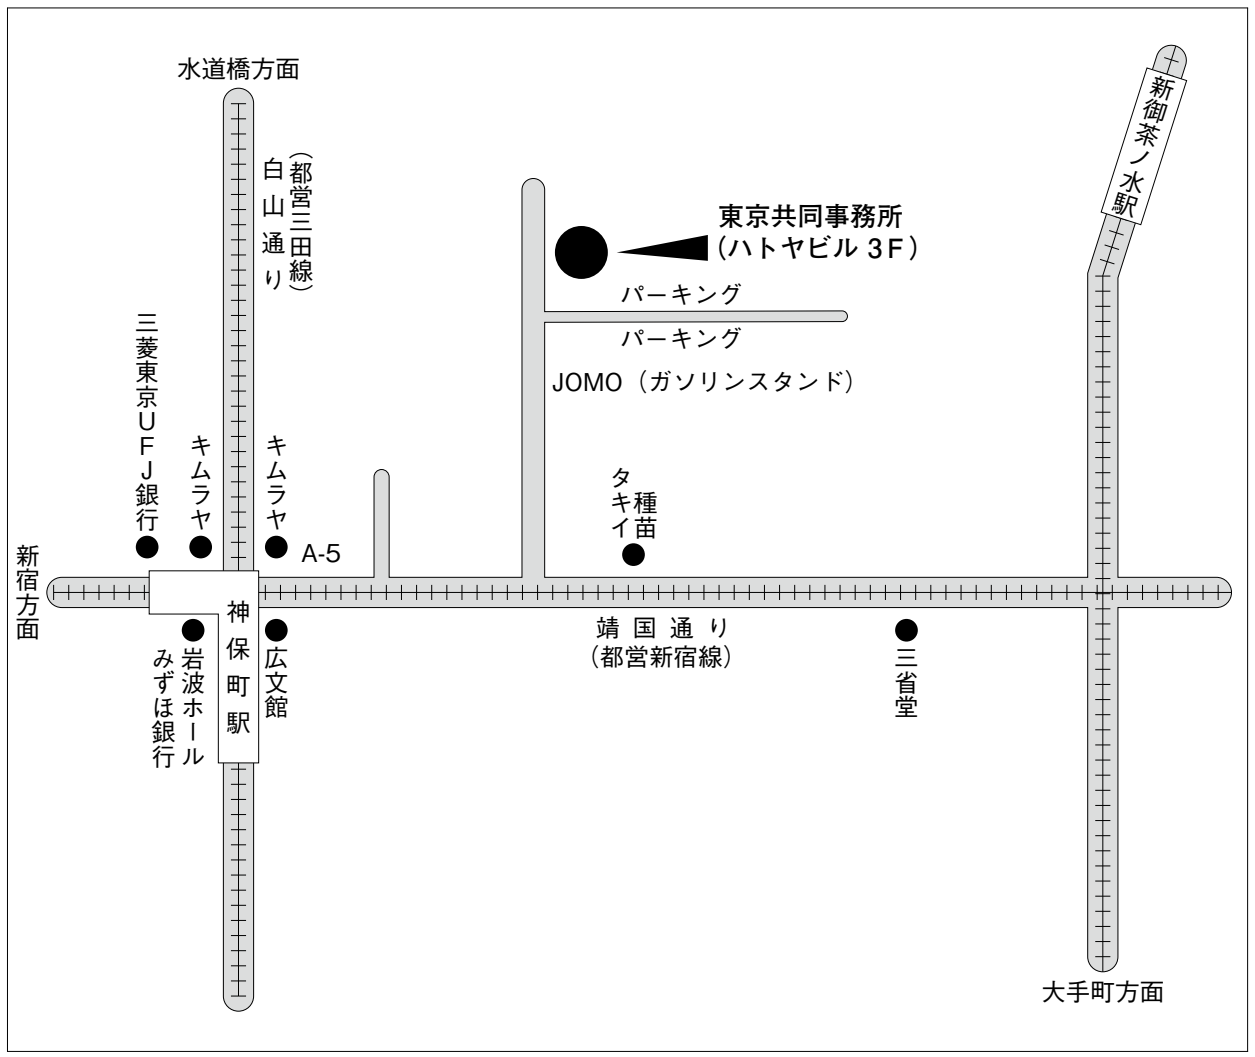 水道橋方面
新御茶ノ水駅
(都営三田線)
白山通り
東京共同事務所
(ハトヤビル 3F)
パーキング
パーキング
JOMO(ガソリンスタンド)
三菱東京UFJ銀行
キムラヤ
キムラヤ
A-5
タキイ
種苗
新宿方面
神保町駅
靖国通り
(都営新宿線)
岩波ホール
みずほ銀行
広文館
三省堂
大手町方面